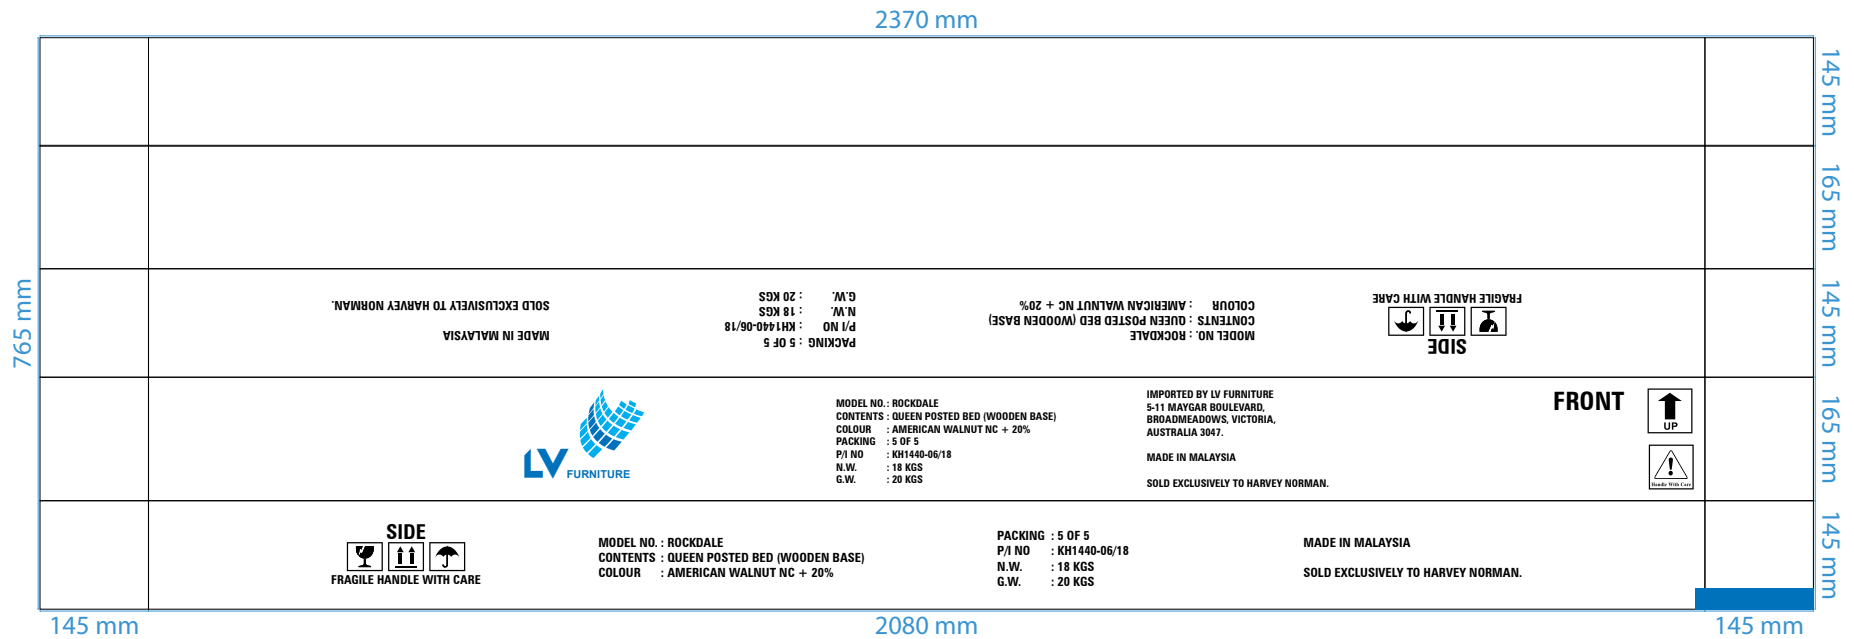 2370 mm
145 mm
165 mm
145 mm
165 mm
145 mm
765 mm
SOLD EXCLUSIVELY TO HARVEY NORMAN.
MADE IN MALAYSIA
G.W. : 20 KGS
N.W. : 18 KGS
P/I NO : KH1440-06/18
PACKING : 5 OF 5
COLOUR : AMERICAN WALNUT NC + 20%
CONTENTS : QUEEN POSTED BED (WOODEN BASE)
MODEL NO. : ROCKDALE
FRAGILE HANDLE WITH CARE
SIDE
LV FURNITURE
MODEL NO. : ROCKDALE
CONTENTS : QUEEN POSTED BED (WOODEN BASE)
COLOUR : AMERICAN WALNUT NC + 20%
PACKING : 5 OF 5
P/I NO : KH1440-06/18
N.W. : 18 KGS
G.W. : 20 KGS
IMPORTED BY LV FURNITURE
5-11 MAYGAR BOULEVARD,
BROADMEADOWS, VICTORIA,
AUSTRALIA 3047.
MADE IN MALAYSIA
SOLD EXCLUSIVELY TO HARVEY NORMAN.
FRONT
UP
Handle With Care
SIDE
FRAGILE HANDLE WITH CARE
MODEL NO. : ROCKDALE
CONTENTS : QUEEN POSTED BED (WOODEN BASE)
COLOUR : AMERICAN WALNUT NC + 20%
PACKING : 5 OF 5
P/I NO : KH1440-06/18
N.W. : 18 KGS
G.W. : 20 KGS
MADE IN MALAYSIA
SOLD EXCLUSIVELY TO HARVEY NORMAN.
145 mm
2080 mm
145 mm